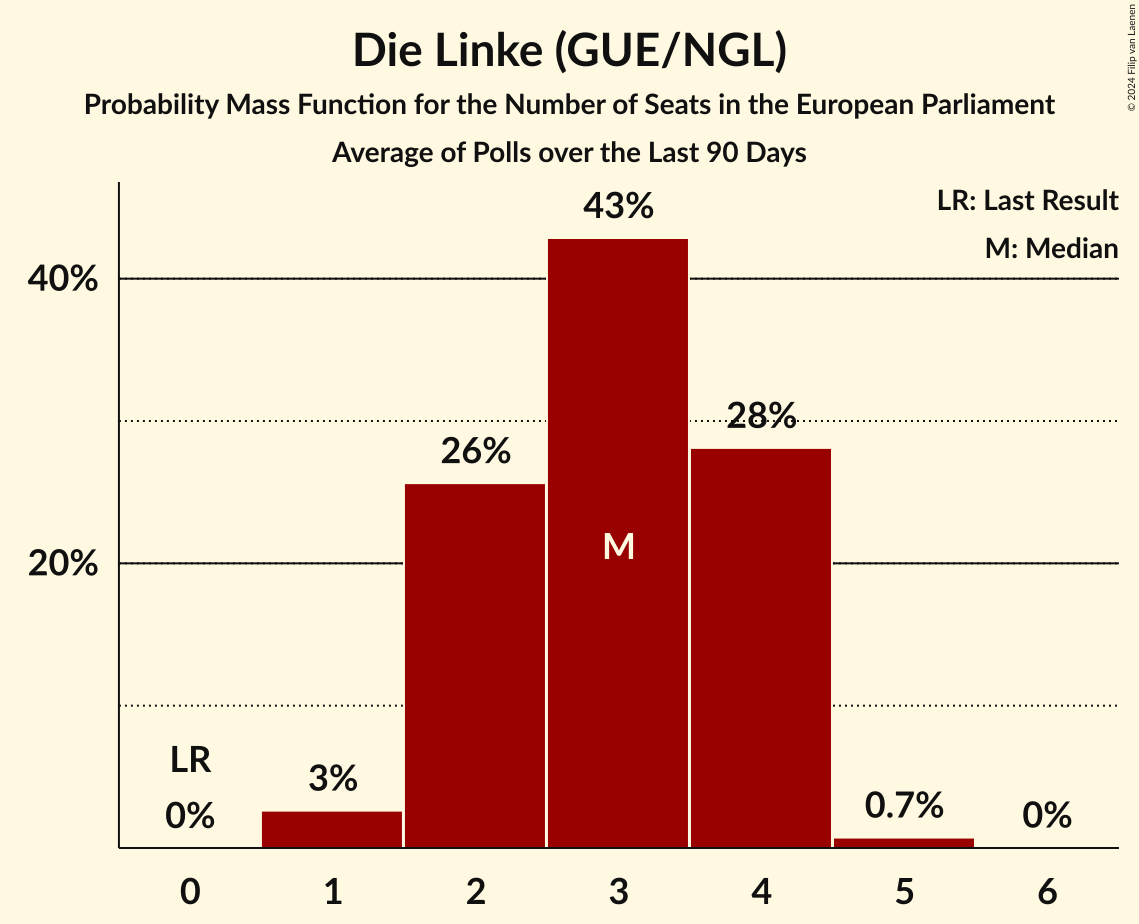 Die Linke (GUE/NGL)
Probability Mass Function for the Number of Seats in the European Parliament
Average of Polls over the Last 90 Days
© 2024 Filip van Laenen
LR: Last Result
M: Median
43%
40%
28%
26%
M
20%
LR
3%
0%
0.7%
0%
0 1 2 3 4 5 6